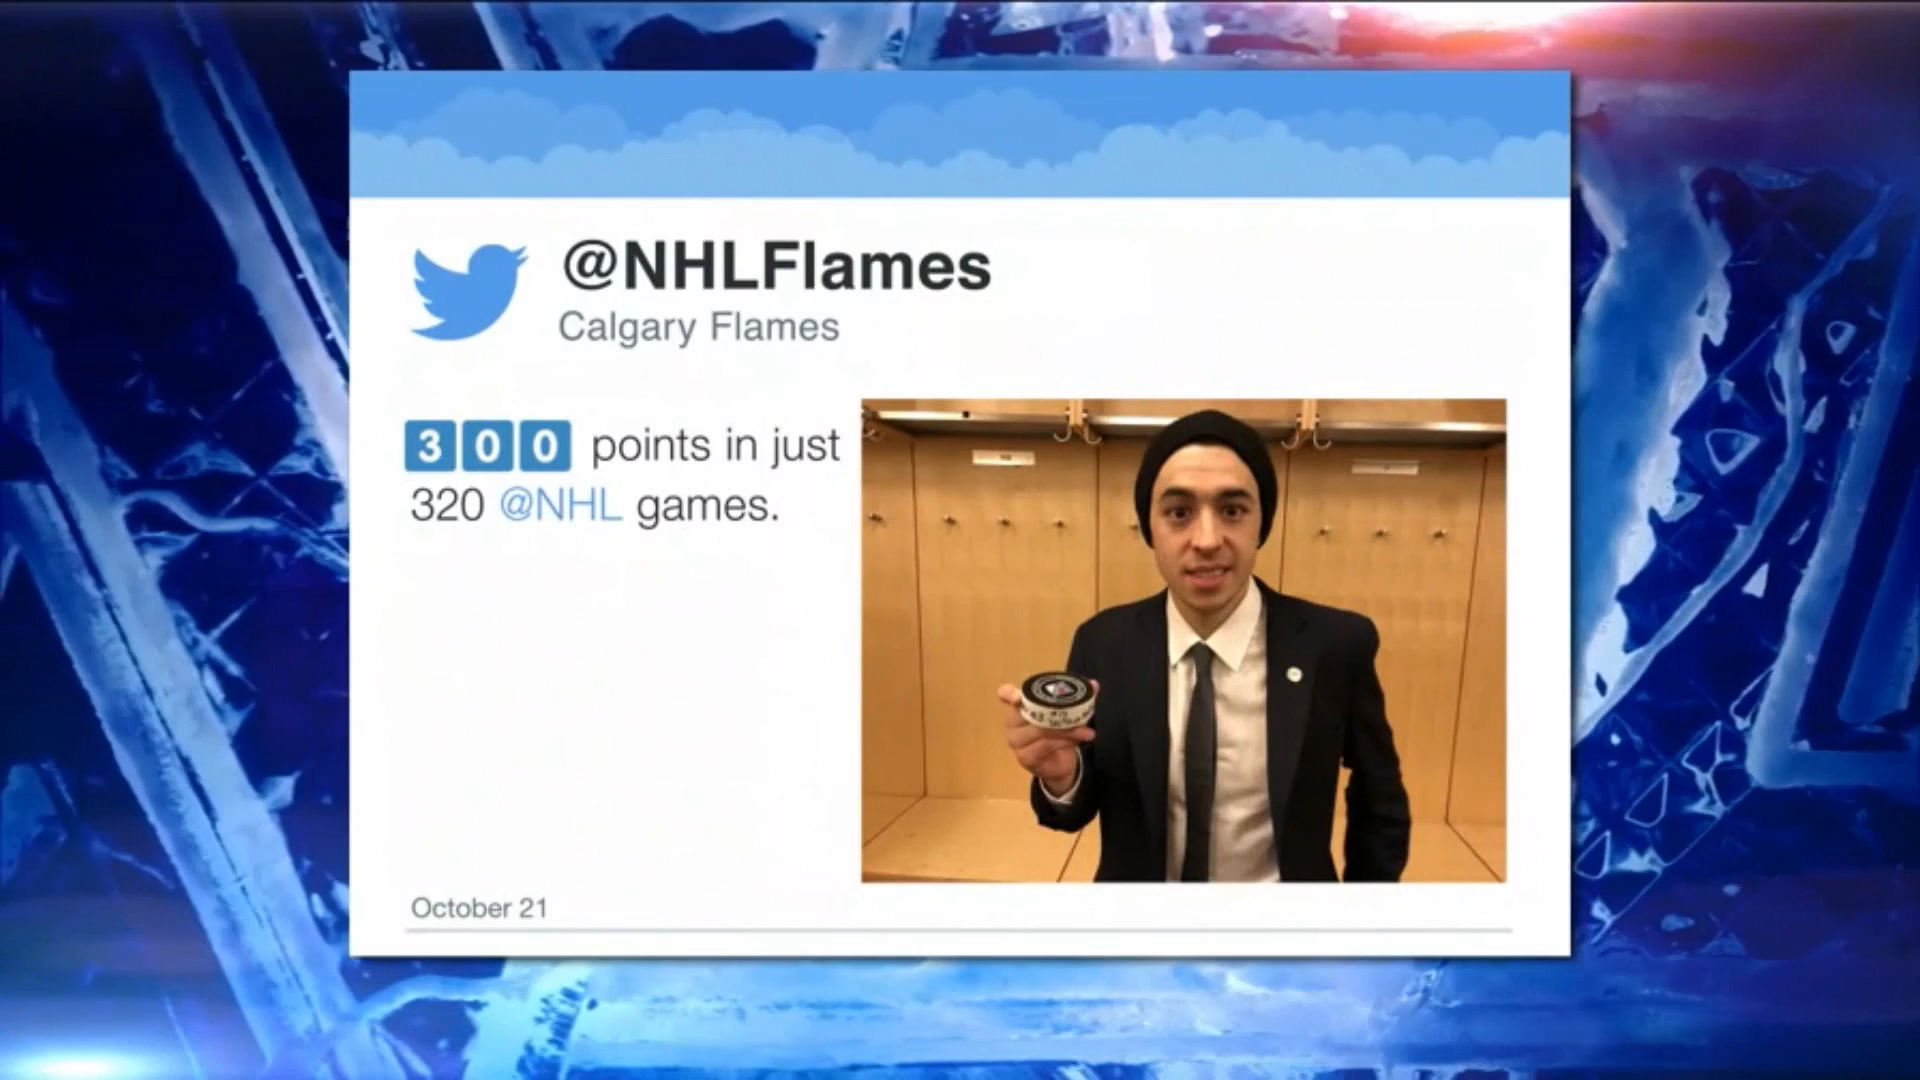 @NHLFlames
Calgary Flames
300 points in just
320 @NHL games.
October 21